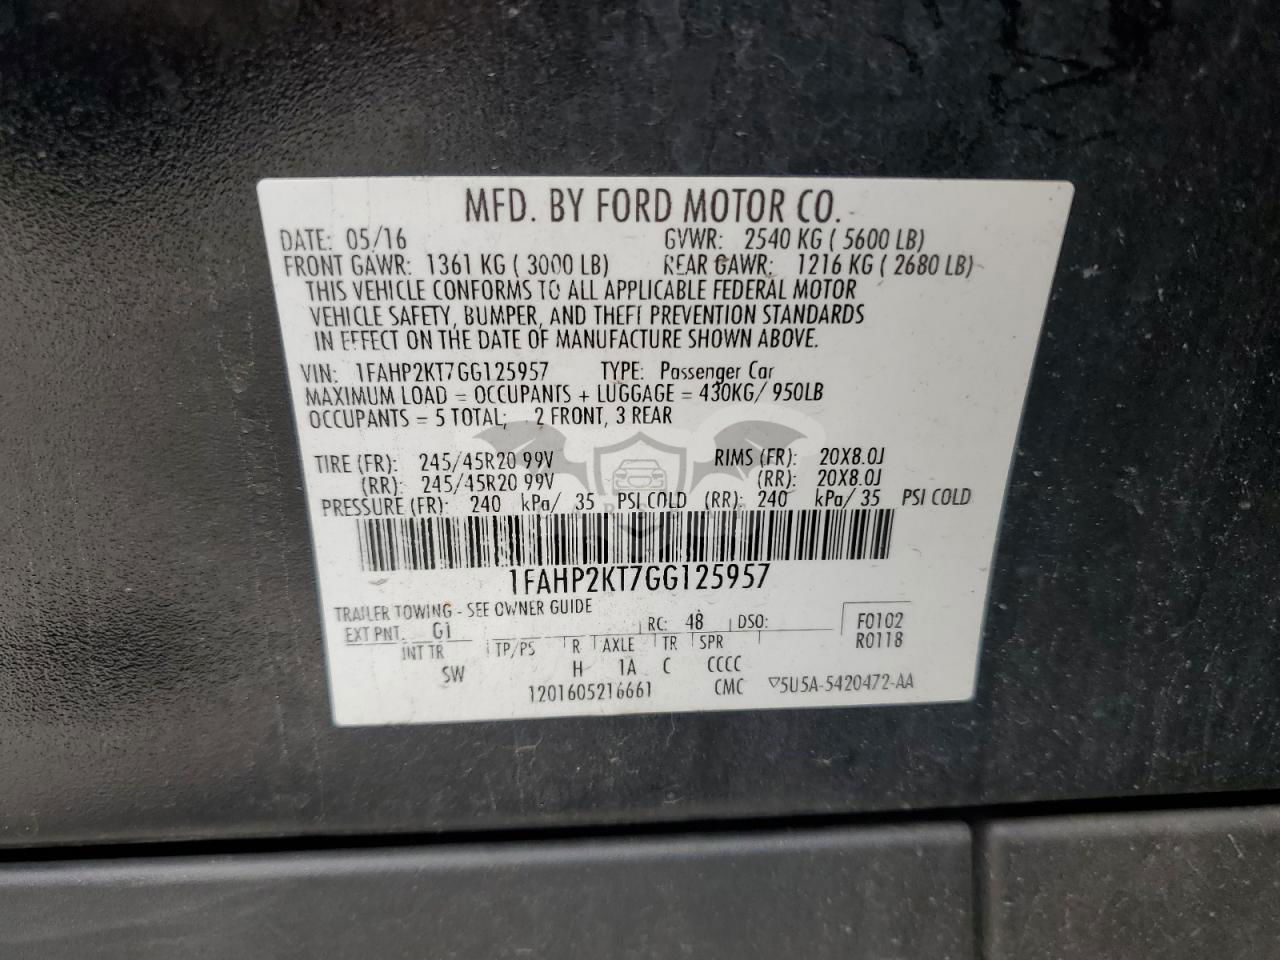 MFD. BY FORD MOTOR CO.
DATE: 05/16 GVWR: 2540 KG ( 5600 LB)
FRONT GAWR: 1361 KG ( 3000 LB) REAR GAWR: 1216 KG ( 2680 LB)
THIS VEHICLE CONFORMS TO ALL APPLICABLE FEDERAL MOTOR
VEHICLE SAFETY, BUMPER, AND THEFT PREVENTION STANDARDS
IN EFFECT ON THE DATE OF MANUFACTURE SHOWN ABOVE.
VIN: 1FAHP2KT7GG125957 TYPE: Passenger Car
MAXIMUM LOAD = OCCUPANTS + LUGGAGE = 430KG/ 950LB
OCCUPANTS = 5 TOTAL; 2 FRONT, 3 REAR
TIRE (FR): 245/45R20 99V RIMS (FR): 20X8.0J
(RR): 245/45R20 99V (RR): 20X8.0J
PRESSURE (FR): 240 kPa/ 35 PSI COLD (RR): 240 kPa/ 35 PSI COLD
1FAHP2KT7GG125957
TRAILER TOWING - SEE OWNER GUIDE
EXT PNT: G1 RC: 48 DSO: F0102
R0118
INT TR TP/PS R AXLE TR SPR
SW H 1A C CCCC
1201605216661 CMC ▽5U5A-5420472-AA